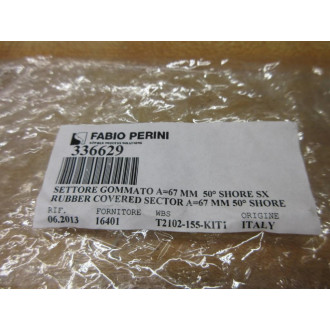 FABIO PERINI
336629
SETTORE GOMMATO A=67 MM 50° SHORE SX
RUBBER COVERED SECTOR A=67 MM 50° SHORE
RIF. FORNITORE WBS ORIGINE
06.2013 16401 T2102-155-KIT1 ITALY